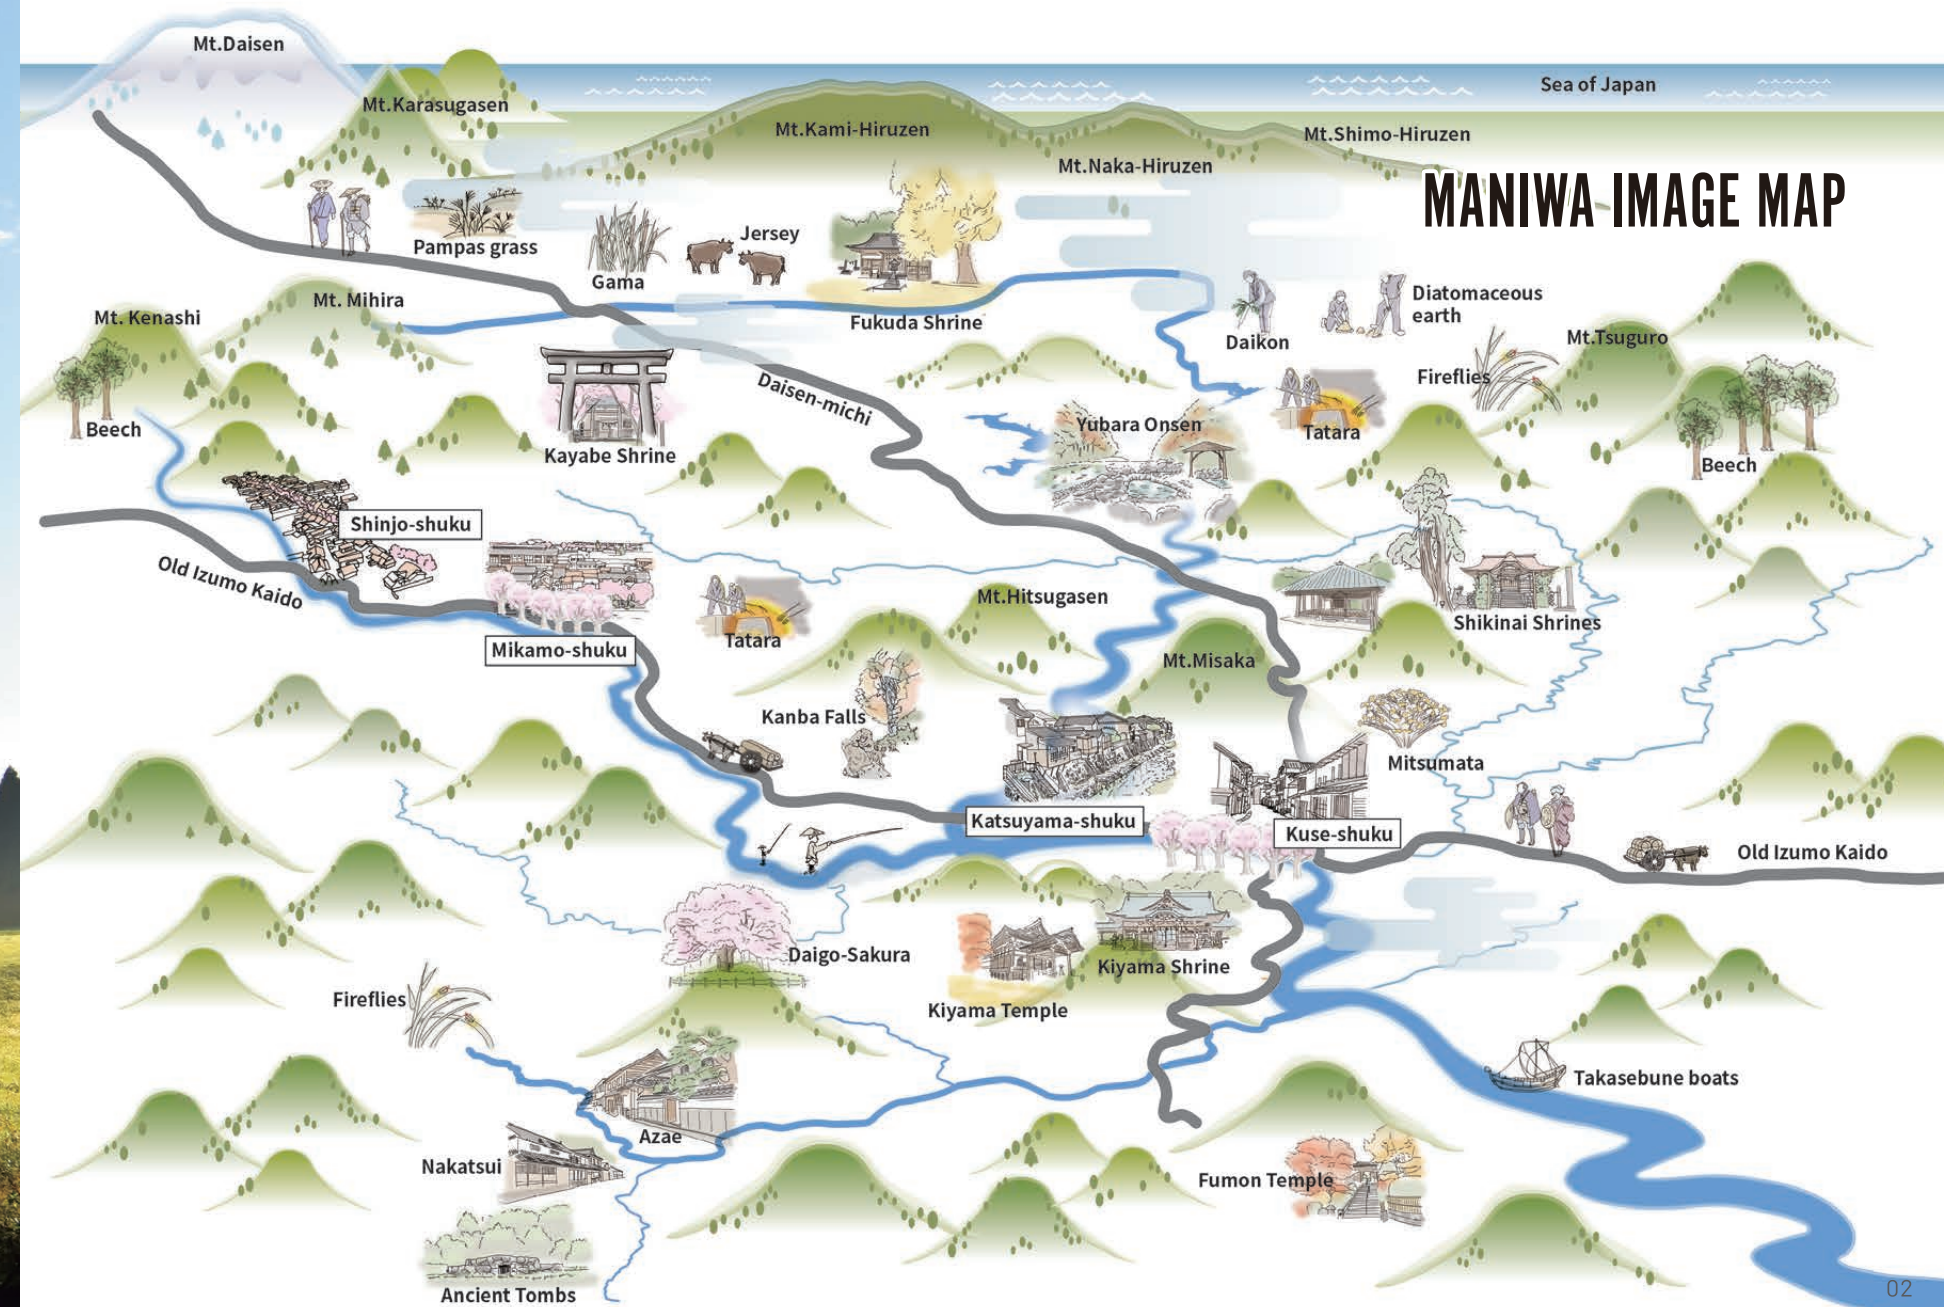 Mt.Daisen
Sea of Japan
Mt.Karasugasen
Mt.Kami-Hiruzen
Mt.Shimo-Hiruzen
Mt.Naka-Hiruzen
MANIWA IMAGE MAP
Pampas grass
Jersey
Gama
Diatomaceous
earth
Mt. Mihira
Mt. Kenashi
Fukuda Shrine
Daikon
Mt.Tsuguro
Fireflies
Daisen-michi
Beech
Yubara Onsen
Tatara
Kayabe Shrine
Beech
Shinjo-shuku
Old Izumo Kaido
Mt.Hitsugasen
Shikinai Shrines
Tatara
Mikamo-shuku
Mt.Misaka
Kanba Falls
Mitsumata
Katsuyama-shuku
Kuse-shuku
Old Izumo Kaido
Daigo-Sakura
Kiyama Shrine
Fireflies
Kiyama Temple
Takasebune boats
Azae
Nakatsui
Fumon Temple
Ancient Tombs
02